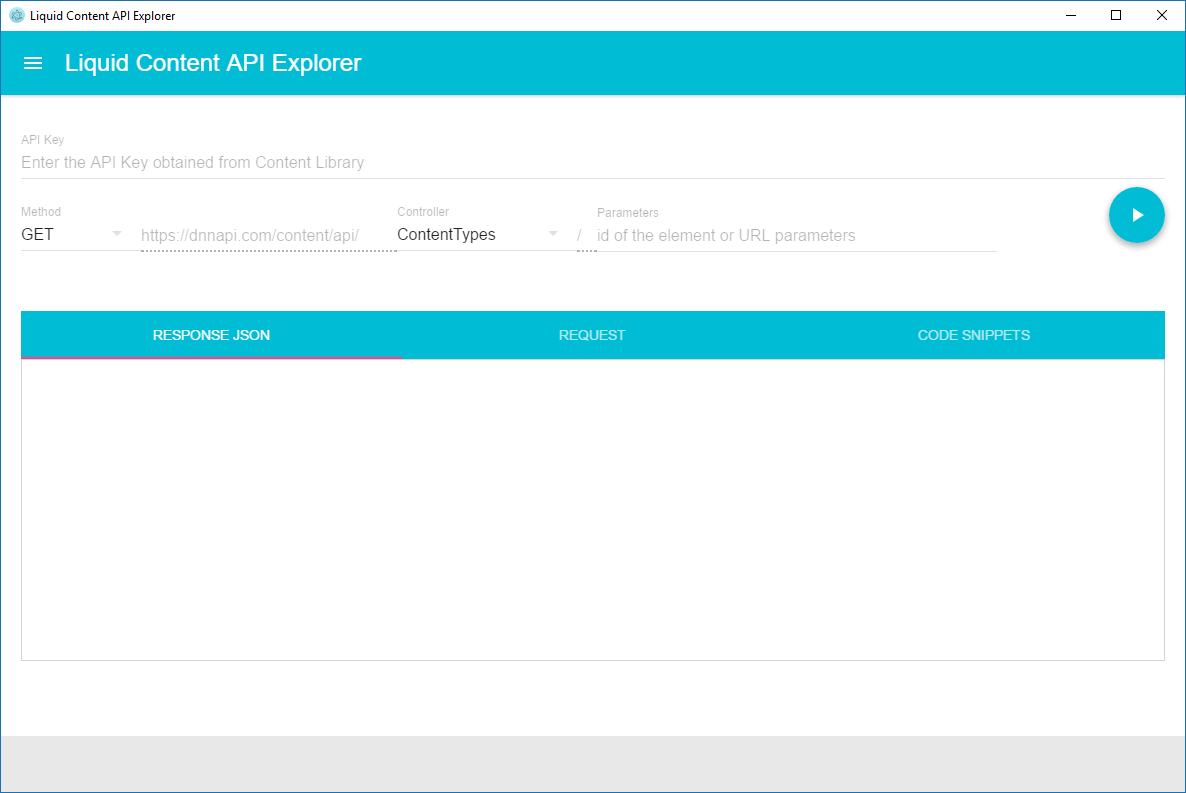 Liquid Content API Explorer
Liquid Content API Explorer
API Key
Enter the API Key obtained from Content Library
Method
Controller
Parameters
GET
https://dnnapi.com/content/api/
ContentTypes
/
id of the element or URL parameters
RESPONSE JSON
REQUEST
CODE SNIPPETS